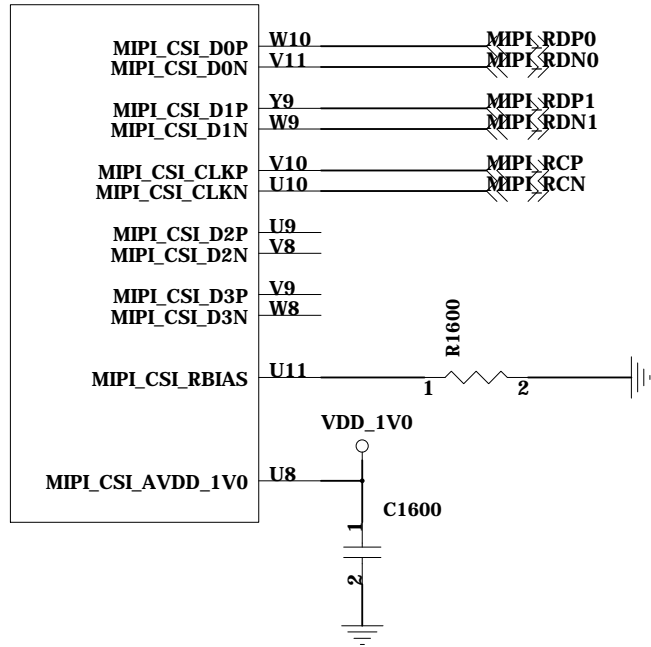 MIPI_CSI_D0P W10 MIPI_RDP0
MIPI_CSI_D0N V11 MIPI_RDN0
MIPI_CSI_D1P Y9 MIPI_RDP1
MIPI_CSI_D1N W9 MIPI_RDN1
MIPI_CSI_CLKP V10 MIPI_RCP
MIPI_CSI_CLKN U10 MIPI_RCN
MIPI_CSI_D2P U9
MIPI_CSI_D2N V8
MIPI_CSI_D3P V9
MIPI_CSI_D3N W8
R1600
MIPI_CSI_RBIAS U11 1 2
VDD_1V0
MIPI_CSI_AVDD_1V0 U8
C1600
1
2